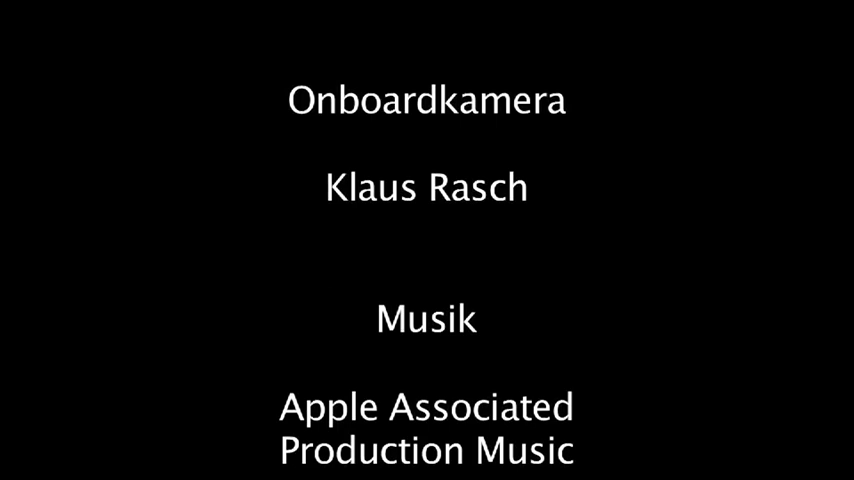 Onboardkamera
Klaus Rasch
Musik
Apple Associated
Production Music